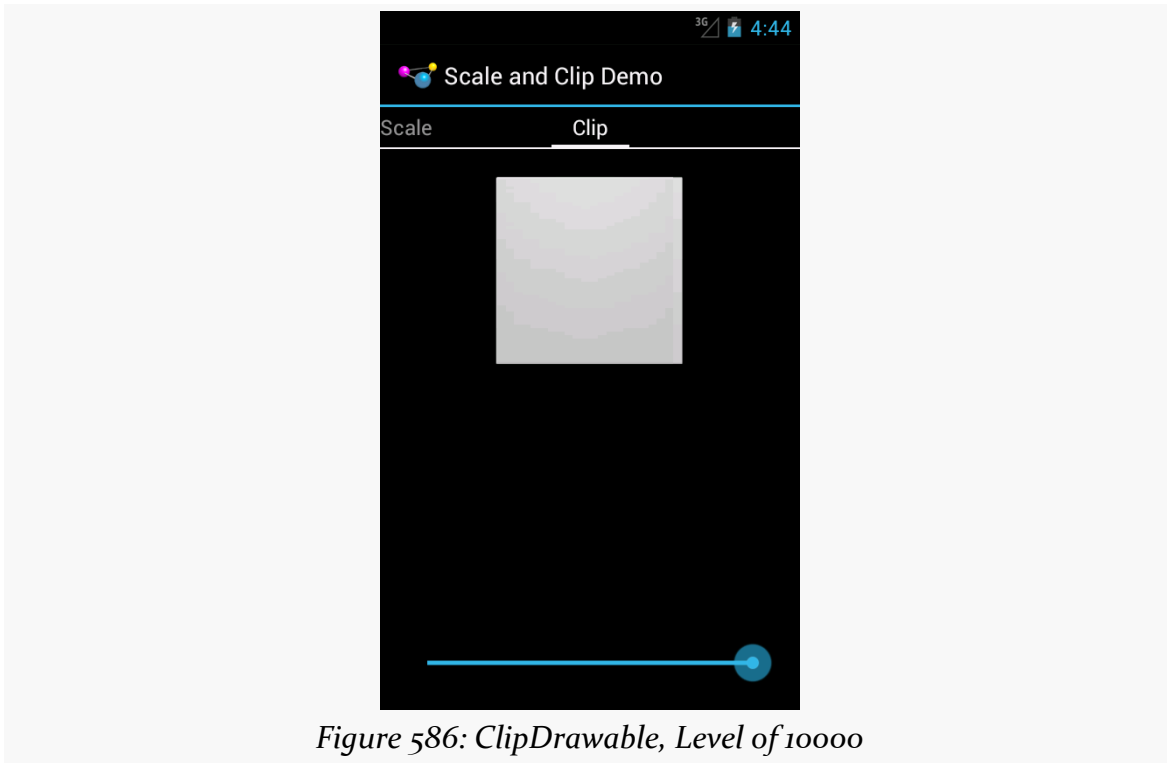 3G 4:44
Scale and Clip Demo
Scale Clip
Figure 586: ClipDrawable, Level of 10000